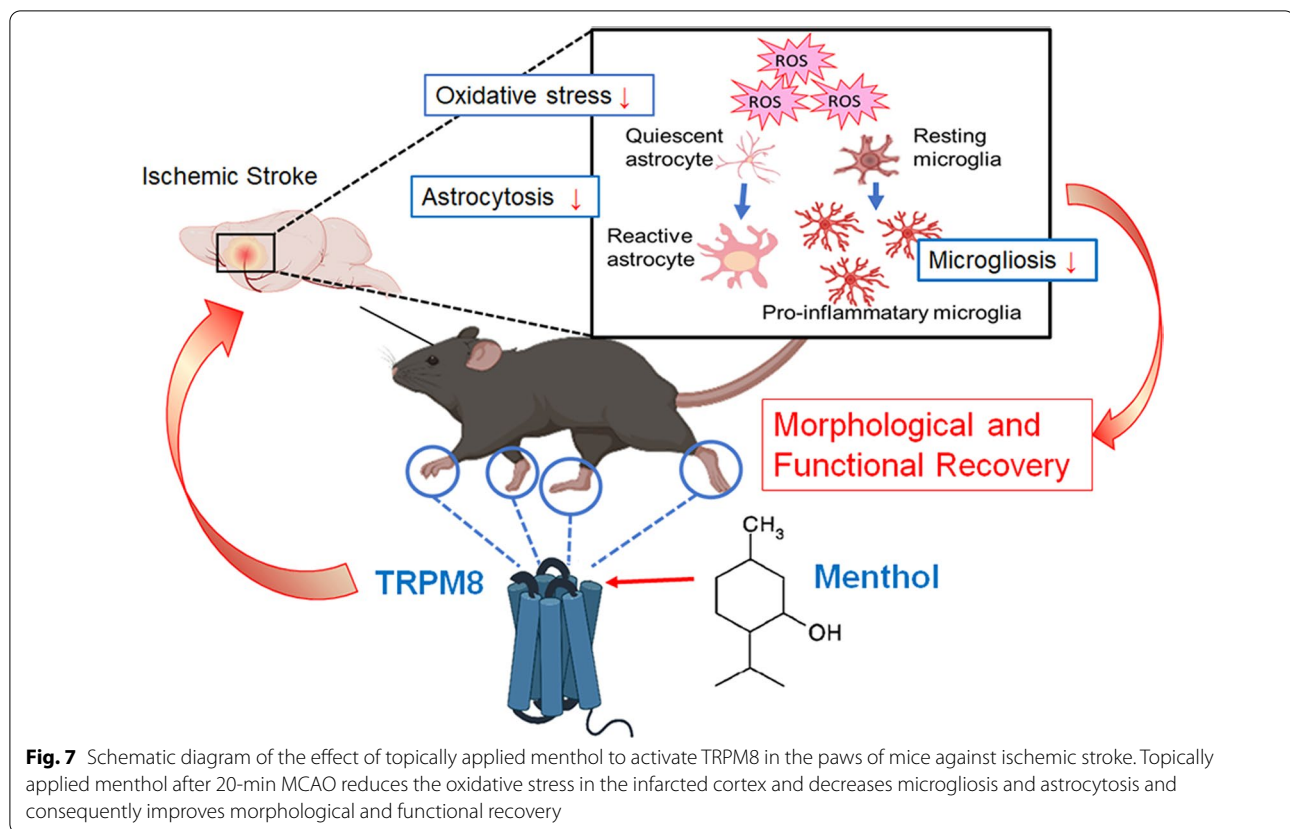 ROS
ROS
ROS
Oxidative stress ↓
Quiescent
astrocyte
Resting
microglia
Ischemic Stroke
Astrocytosis ↓
Reactive
astrocyte
Microgliosis ↓
Pro-inflammatary microglia
Morphological and
Functional Recovery
CH3
TRPM8
Menthol
OH
Fig. 7 Schematic diagram of the effect of topically applied menthol to activate TRPM8 in the paws of mice against ischemic stroke. Topically
applied menthol after 20-min MCAO reduces the oxidative stress in the infarcted cortex and decreases microgliosis and astrocytosis and
consequently improves morphological and functional recovery